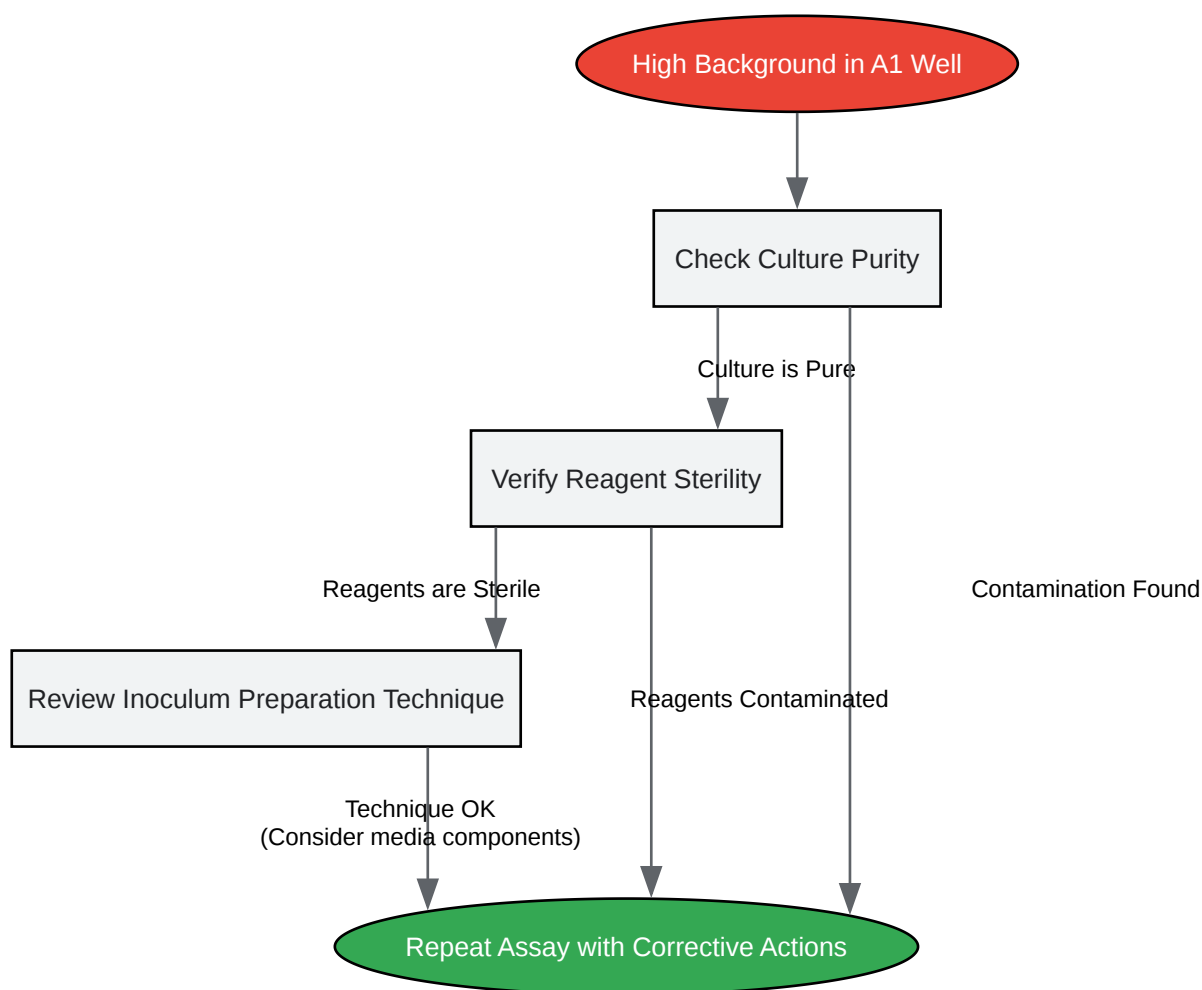 High Background in A1 Well
Check Culture Purity
Culture is Pure
Verify Reagent Sterility
Reagents are Sterile
Contamination Found
Review Inoculum Preparation Technique
Reagents Contaminated
Technique OK
(Consider media components)
Repeat Assay with Corrective Actions